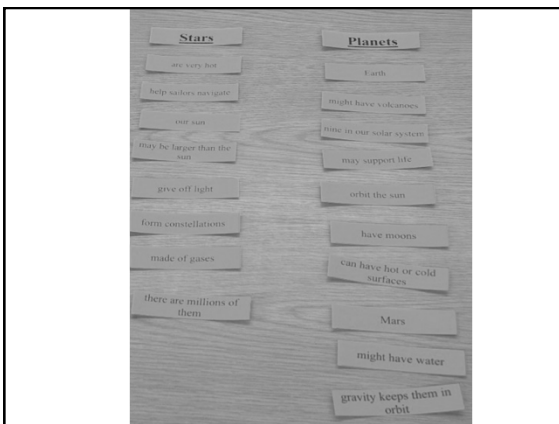 Stars
are very hot
help sailors navigate
our sun
may be larger than the
sun
give off light
form constellations
made of gases
there are millions of
them
Planets
Earth
might have volcanoes
nine in our solar system
may support life
orbit the sun
have moons
can have hot or cold
surfaces
Mars
might have water
gravity keeps them in
orbit